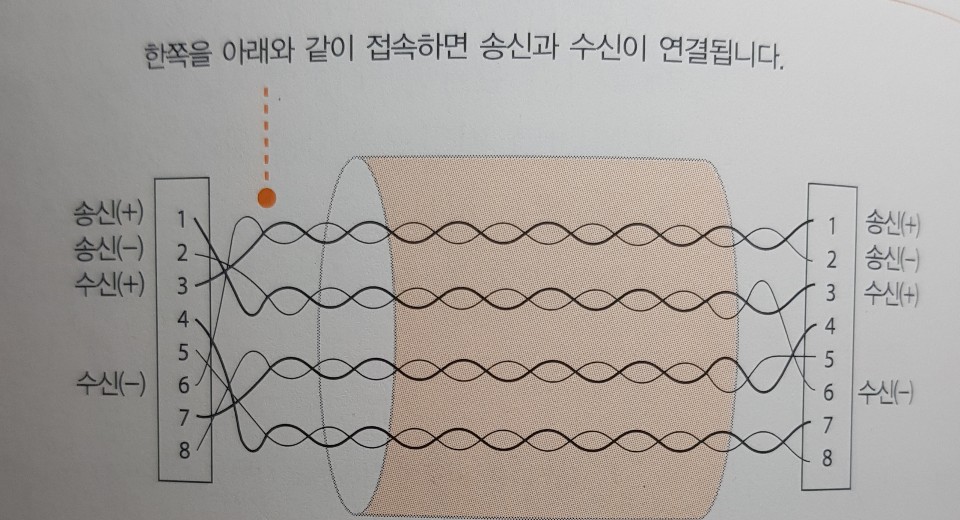 한쪽을 아래와 같이 접속하면 송신과 수신이 연결됩니다.
송신(+) 1
송신(-) 2
수신(+) 3
4
5
수신(-) 6
7
8
1 송신(+)
2 송신(-)
3 수신(+)
4
5
6 수신(-)
7
8